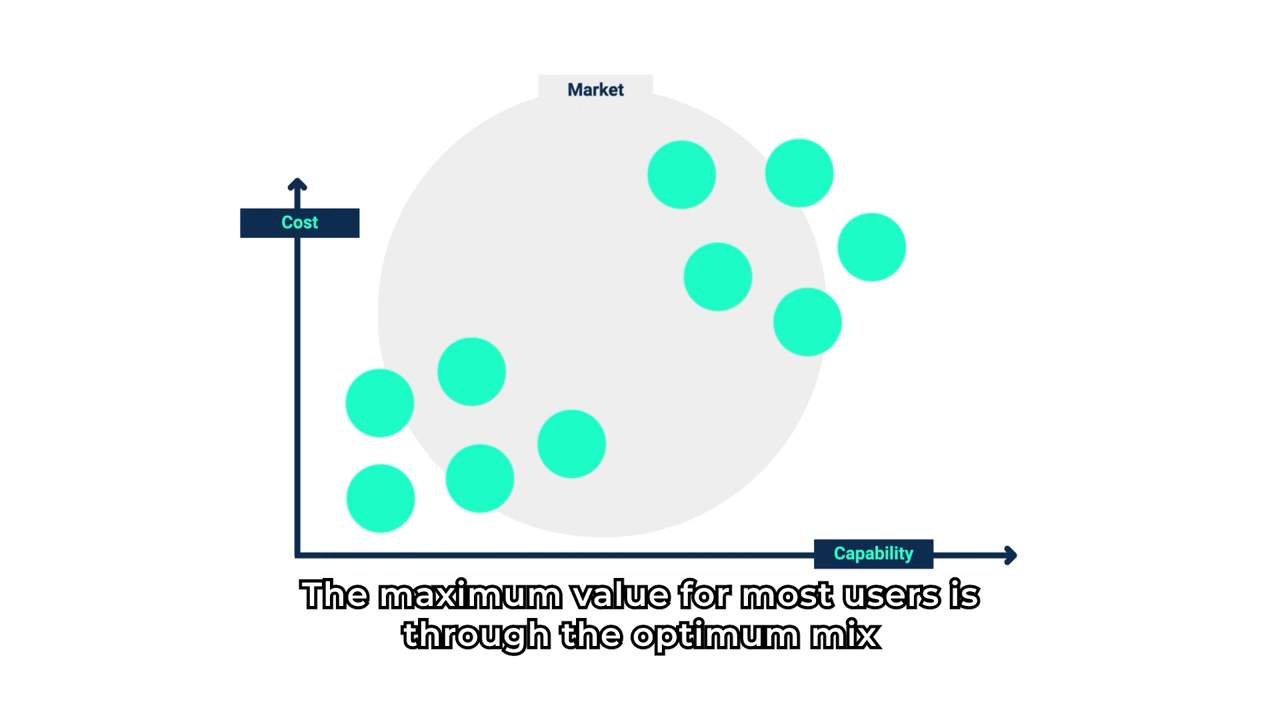 Market
Cost
Capability
The maximum value for most users is
through the optimum mix